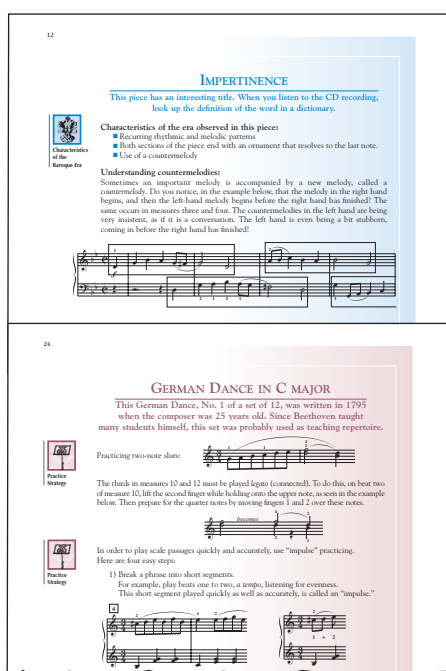 12
IMPERTINENCE
This piece has an interesting title. When you listen to the CD recording,
look up the definition of the word in a dictionary.
Characteristics
of the
Baroque Era
Characteristics of the era observed in this piece:
■ Recurring rhythmic and melodic patterns
■ Both sections of the piece end with an ornament that resolves to the last note.
■ Use of a countermelody
Understanding countermelodies:
Sometimes an important melody is accompanied by a new melody, called a
countermelody. Do you notice, in the example below, that the melody in the right hand
begins, and then the left-hand melody begins before the right hand has finished? The
same occurs in measures three and four. The countermelodies in the left hand are being
very insistent, as if it is a conversation. The left hand is even being a bit stubborn,
coming in before the right hand has finished!
24
GERMAN DANCE IN C MAJOR
This German Dance, No. 1 of a set of 12, was written in 1795
when the composer was 25 years old. Since Beethoven taught
many students himself, this set was probably used as teaching repertoire.
Practice
Strategy
Practicing two-note slurs:
The thirds in measures 10 and 12 must be played legato (connected). To do this, on beat two
of measure 10, lift the second finger while holding onto the upper note, as seen in the example
below. Then prepare for the quarter notes by moving fingers 1 and 2 over these notes.
becomes
Practice
Strategy
In order to play scale passages quickly and accurately, use “impulse” practicing.
Here are four easy steps:
1) Break a phrase into short segments.
For example, play beats one to two, a tempo, listening for evenness.
This short segment played quickly as well as accurately, is called an “impulse.”
4
1 + 2